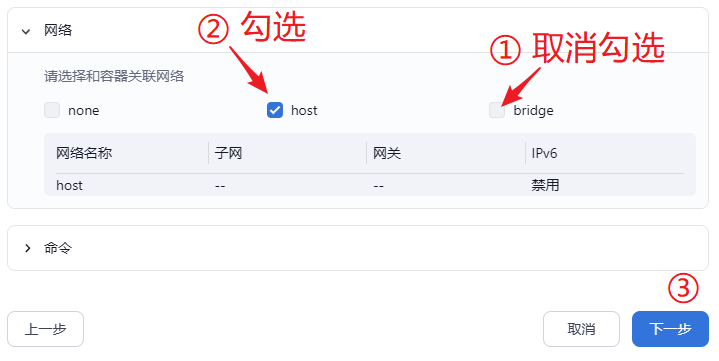 网络
② 勾选
① 取消勾选
请选择和容器关联网络
none
host
bridge
网络名称 子网 网关 IPv6
host -- -- 禁用
命令
③
上一步 取消 下一步